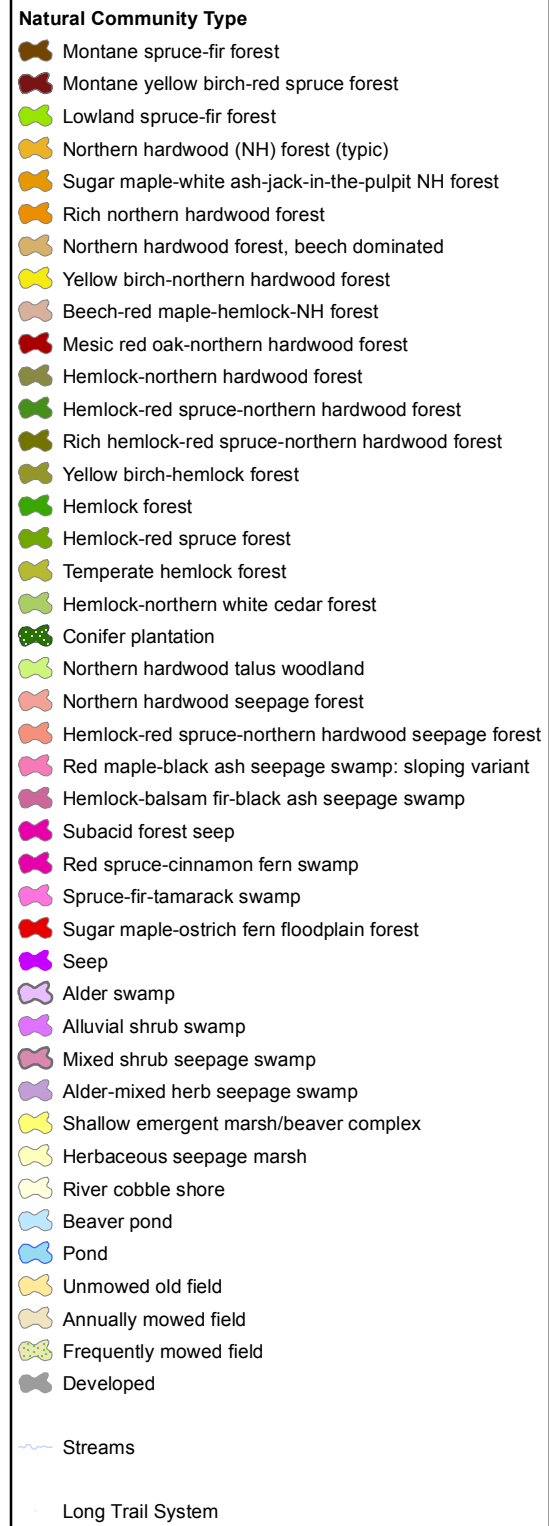 Natural Community Type
Montane spruce-fir forest
Montane yellow birch-red spruce forest
Lowland spruce-fir forest
Northern hardwood (NH) forest (typic)
Sugar maple-white ash-jack-in-the-pulpit NH forest
Rich northern hardwood forest
Northern hardwood forest, beech dominated
Yellow birch-northern hardwood forest
Beech-red maple-hemlock-NH forest
Mesic red oak-northern hardwood forest
Hemlock-northern hardwood forest
Hemlock-red spruce-northern hardwood forest
Rich hemlock-red spruce-northern hardwood forest
Yellow birch-hemlock forest
Hemlock forest
Hemlock-red spruce forest
Temperate hemlock forest
Hemlock-northern white cedar forest
Conifer plantation
Northern hardwood talus woodland
Northern hardwood seepage forest
Hemlock-red spruce-northern hardwood seepage forest
Red maple-black ash seepage swamp: sloping variant
Hemlock-balsam fir-black ash seepage swamp
Subacid forest seep
Red spruce-cinnamon fern swamp
Spruce-fir-tamarack swamp
Sugar maple-ostrich fern floodplain forest
Seep
Alder swamp
Alluvial shrub swamp
Mixed shrub seepage swamp
Alder-mixed herb seepage swamp
Shallow emergent marsh/beaver complex
Herbaceous seepage marsh
River cobble shore
Beaver pond
Pond
Unmowed old field
Annually mowed field
Frequently mowed field
Developed
Streams
Long Trail System